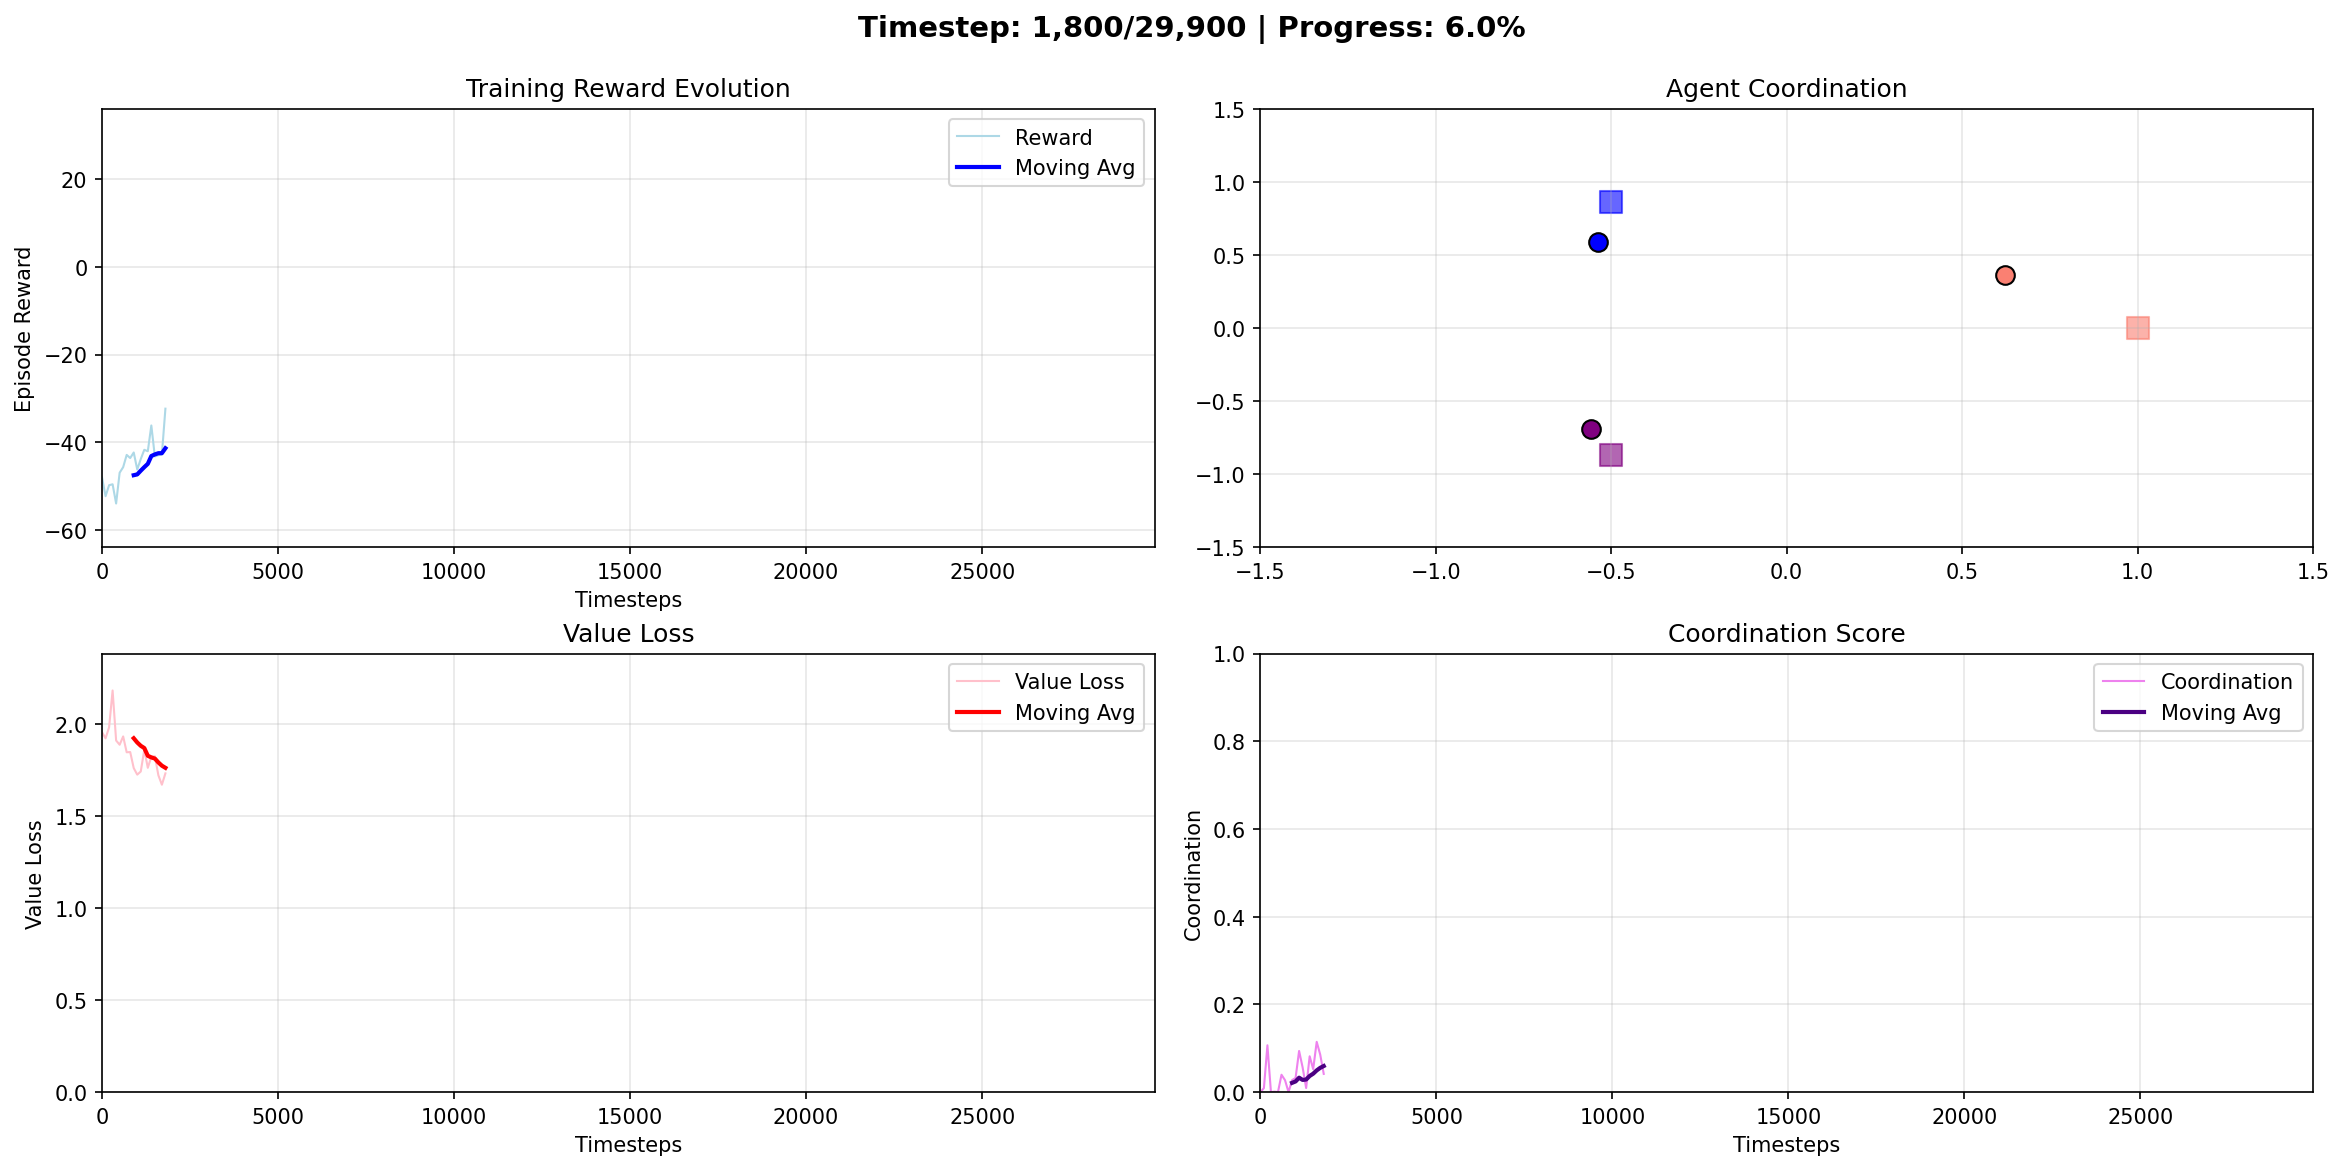 Timestep: 1,800/29,900 | Progress: 6.0%
Training Reward Evolution
Episode Reward
20
0
−20
−40
−60
Reward
Moving Avg
0 5000 10000 15000 20000 25000
Timesteps
Agent Coordination
1.5
1.0
0.5
0.0
−0.5
−1.0
−1.5
−1.5 −1.0 −0.5 0.0 0.5 1.0 1.5
Value Loss
Value Loss
2.0
1.5
1.0
0.5
0.0
Value Loss
Moving Avg
0 5000 10000 15000 20000 25000
Timesteps
Coordination Score
Coordination
1.0
0.8
0.6
0.4
0.2
0.0
Coordination
Moving Avg
0 5000 10000 15000 20000 25000
Timesteps